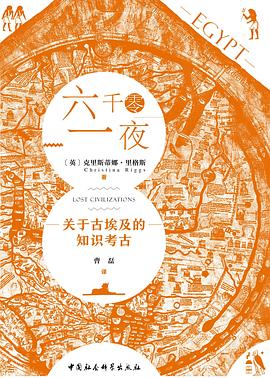 EGYPT
六千零
一夜
〔英〕克里斯蒂娜·里格斯
Christina Riggs
LOST CIVILIZATIONS
关于古埃及的
知识考古
曹磊
译
中国社会科学出版社